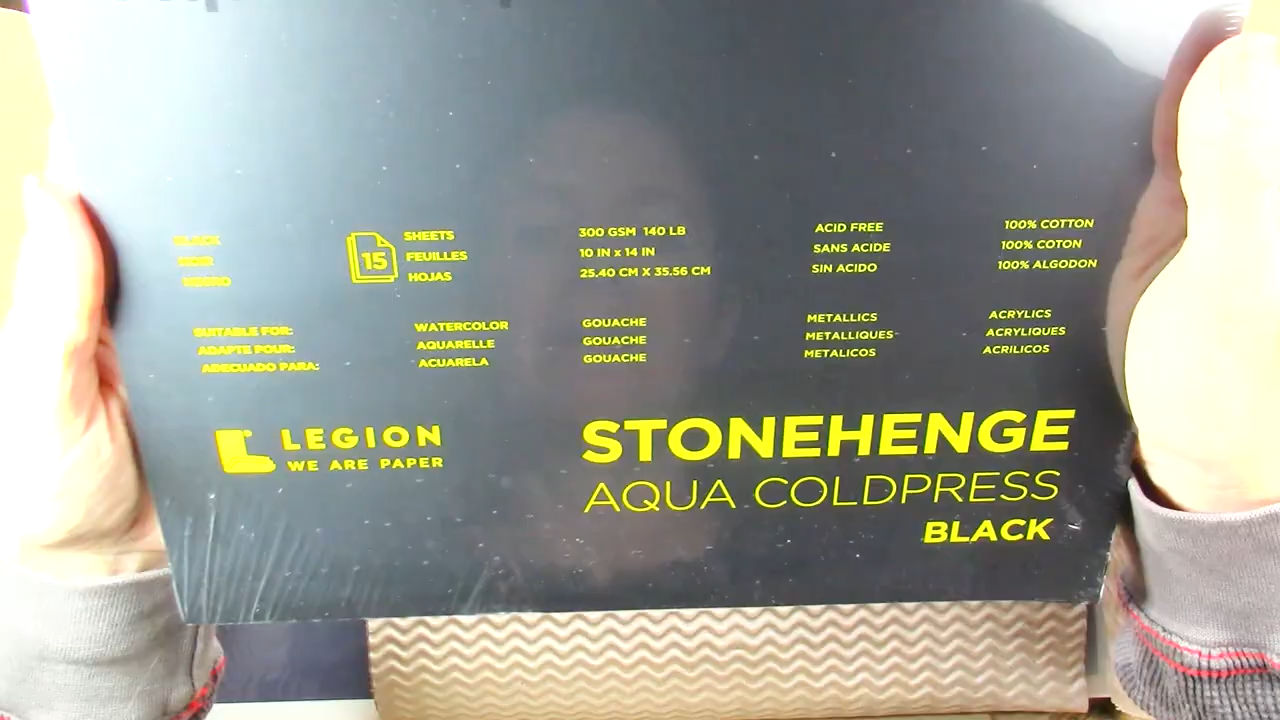 BLACK
NOIR
NEGRO
15
SHEETS
FEUILLES
HOJAS
300 GSM 140 LB
10 IN x 14 IN
25.40 CM X 35.56 CM
ACID FREE
SANS ACIDE
SIN ACIDO
100% COTTON
100% COTON
100% ALGODON
SUITABLE FOR:
ADAPTE POUR:
ADECUADO PARA:
WATERCOLOR
AQUARELLE
ACUARELA
GOUACHE
GOUACHE
GOUACHE
METALLICS
METALLIQUES
METALICOS
ACRYLICS
ACRYLIQUES
ACRILICOS
LEGION
WE ARE PAPER
STONEHENGE
AQUA COLDPRESS
BLACK